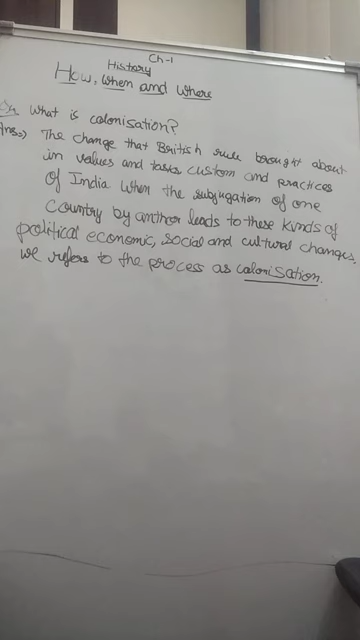 Ch-1
History
How, When and Where
Qn. What is colonisation?
Ans:→ The change that British rule brought about
in values and tastes custom and practices
of India. When the subjugation of one
Country by anther leads to these kinds of
political economic, social and cultural changes,
we refers to the process as colonisation.